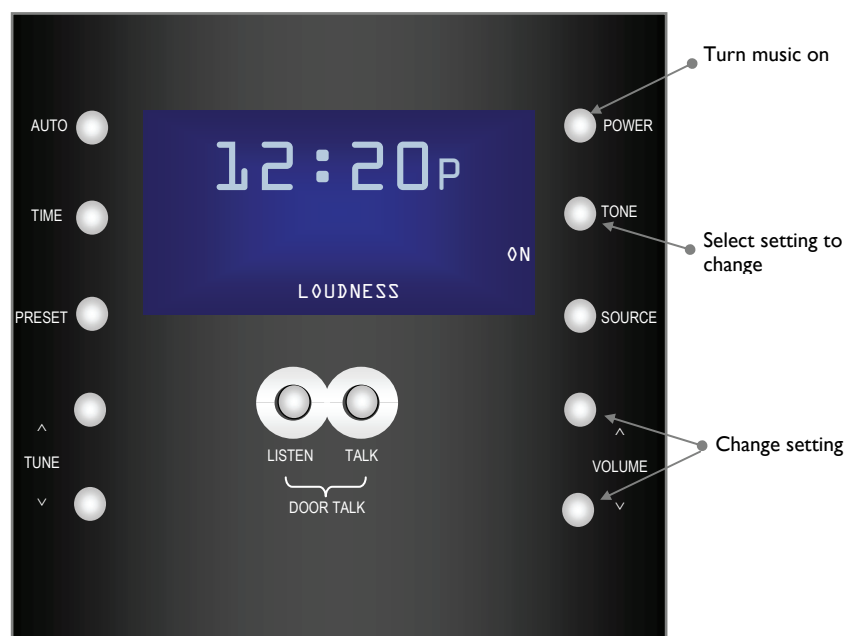 Turn music on
AUTO
12:20P
POWER
TIME
TONE
Select setting to
change
ON
LOUDNESS
PRESET
SOURCE
^
TUNE
v
LISTEN TALK
DOOR TALK
^
VOLUME
v
Change setting